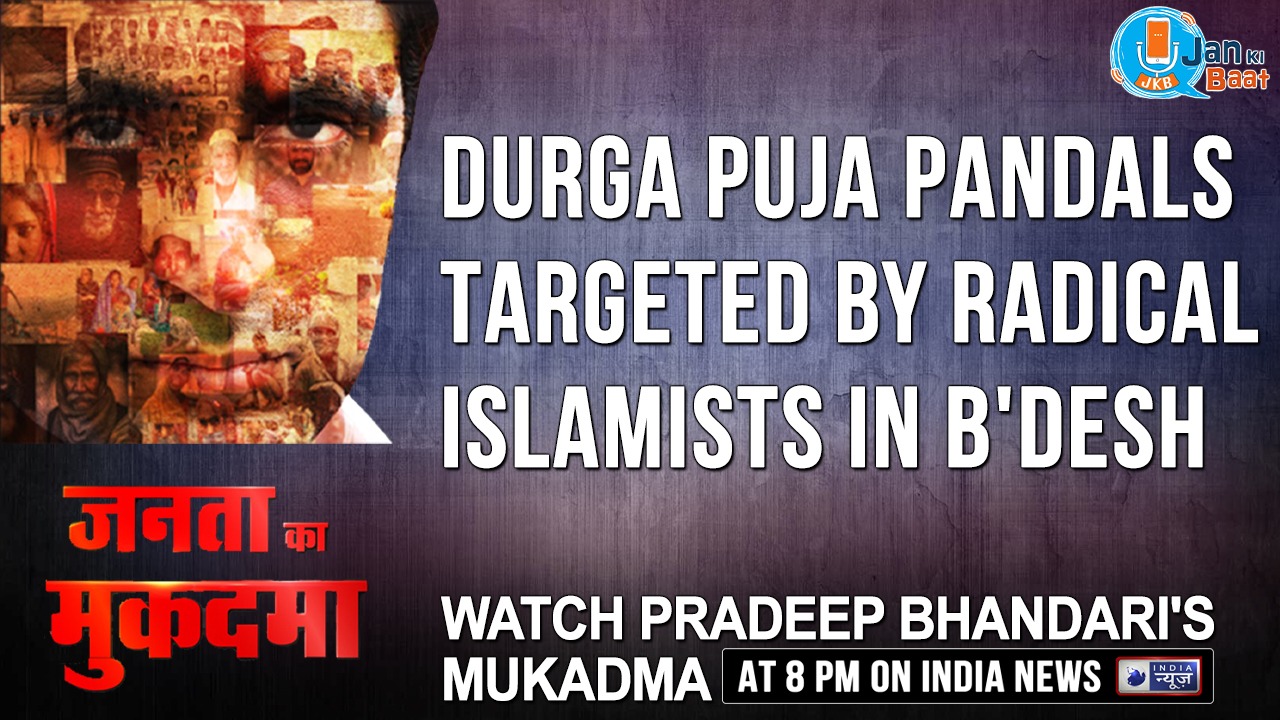 Jan Ki
Baat
JKB
DURGA PUJA PANDALS
TARGETED BY RADICAL
ISLAMISTS IN B'DESH
जनता का
मुकदमा
WATCH PRADEEP BHANDARI'S
MUKADMA AT 8 PM ON INDIA NEWS INDIA
न्यूज़